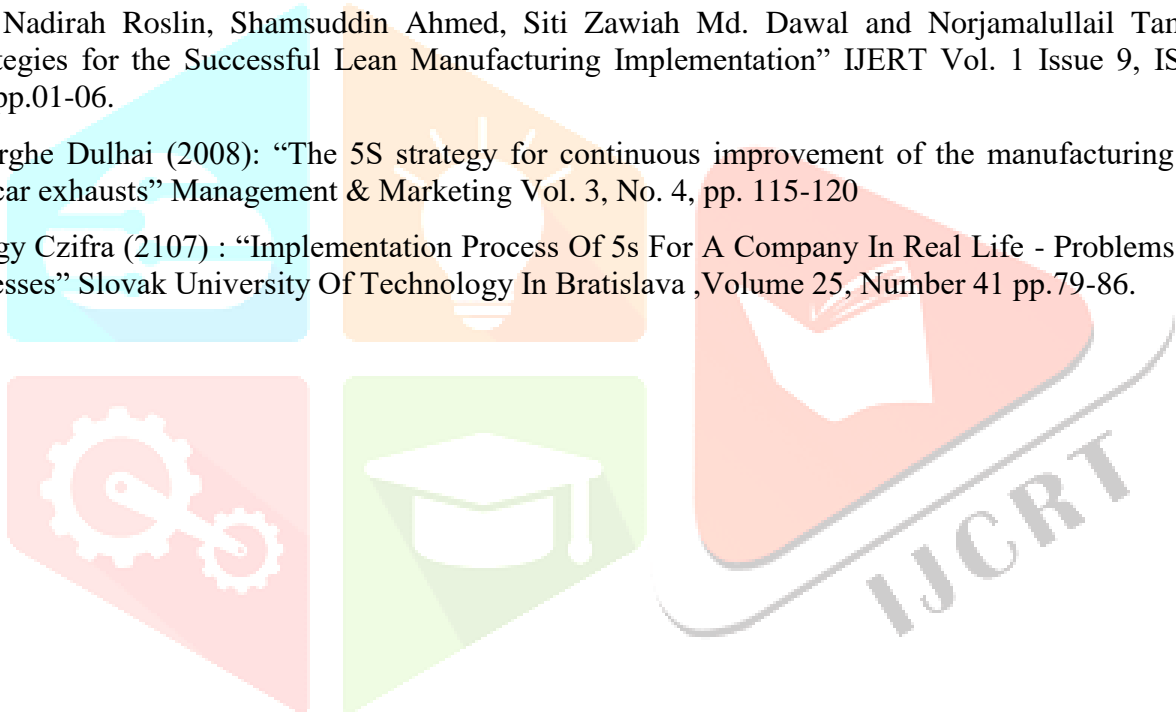 Nadirah Roslin, Shamsuddin Ahmed, Siti Zawiah Md. Dawal and Norjamalullail Tar
tegies for the Successful Lean Manufacturing Implementation” IJERT Vol. 1 Issue 9, IS
pp.01-06.
rghe Dulhai (2008): “The 5S strategy for continuous improvement of the manufacturing
car exhausts” Management & Marketing Vol. 3, No. 4, pp. 115-120
gy Czifra (2107) : “Implementation Process Of 5s For A Company In Real Life - Problems
esses” Slovak University Of Technology In Bratislava ,Volume 25, Number 41 pp.79-86.
IJCRT